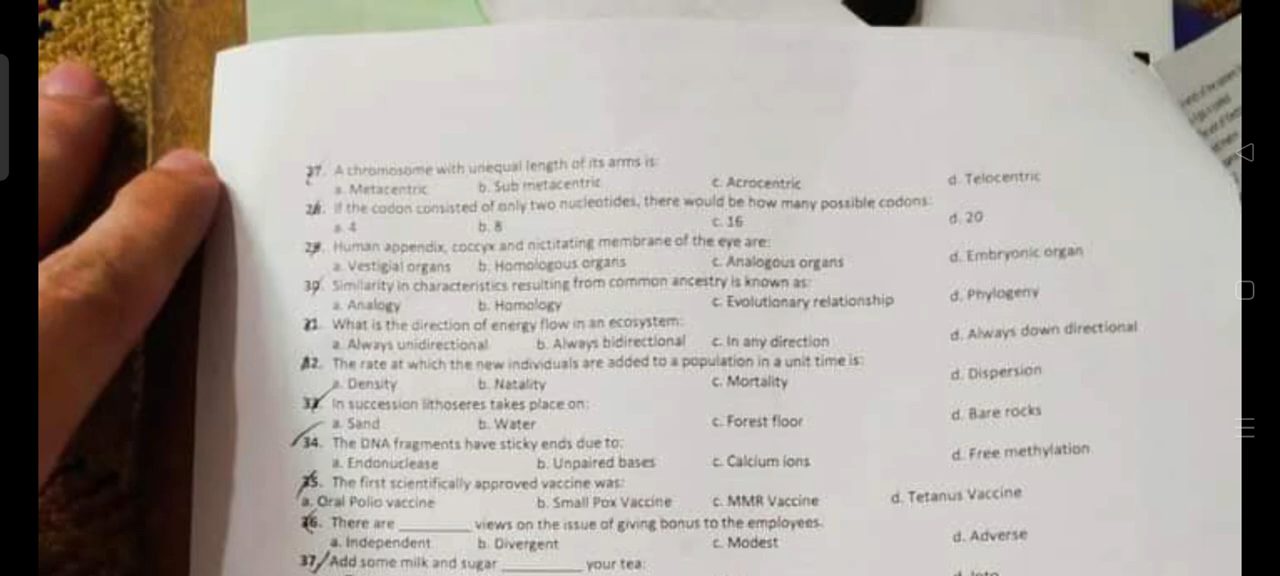 27. A chromosome with unequal length of its arms is:
a. Metacentric b. Sub metacentric c. Acrocentric d. Telocentric
28. If the codon consisted of only two nucleotides, there would be how many possible codons:
a. 4 b. 8 c. 16 d. 20
29. Human appendix, coccyx and nictitating membrane of the eye are:
a. Vestigial organs b. Homologous organs c. Analogous organs d. Embryonic organ
30. Similarity in characteristics resulting from common ancestry is known as:
a. Analogy b. Homology c. Evolutionary relationship d. Phylogeny
31. What is the direction of energy flow in an ecosystem:
a. Always unidirectional b. Always bidirectional c. In any direction d. Always down directional
32. The rate at which the new individuals are added to a population in a unit time is:
a. Density b. Natality c. Mortality d. Dispersion
33. In succession lithoseres takes place on:
a. Sand b. Water c. Forest floor d. Bare rocks
34. The DNA fragments have sticky ends due to:
a. Endonuclease b. Unpaired bases c. Calcium ions d. Free methylation
35. The first scientifically approved vaccine was:
a. Oral Polio vaccine b. Small Pox Vaccine c. MMR Vaccine d. Tetanus Vaccine
36. There are ________ views on the issue of giving bonus to the employees.
a. Independent b. Divergent c. Modest d. Adverse
37. Add some milk and sugar ________ your tea: